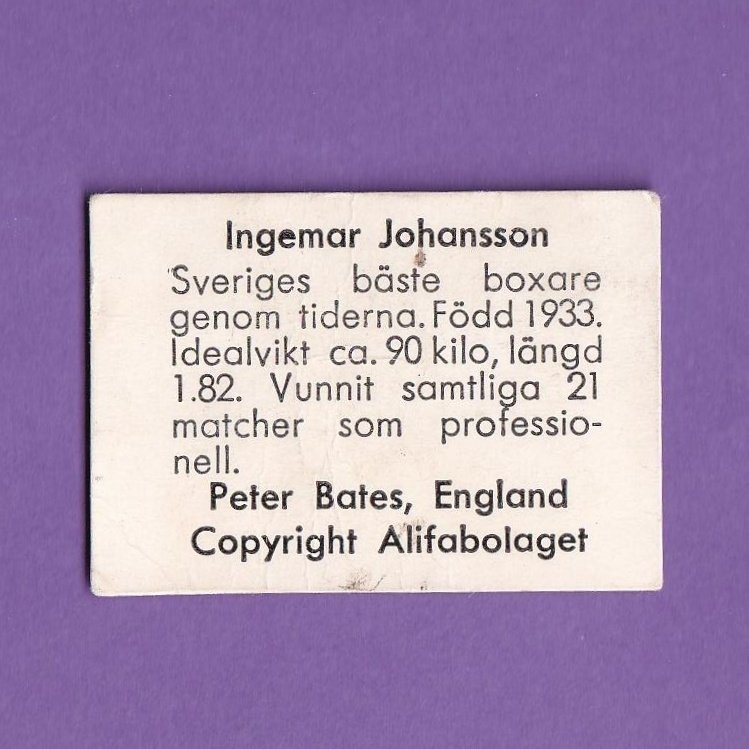 Ingemar Johansson
Sveriges bäste boxare
genom tiderna. Född 1933.
Idealvikt ca. 90 kilo, längd
1.82. Vunnit samtliga 21
matcher som professio-
nell.
Peter Bates, England
Copyright Alifabolaget